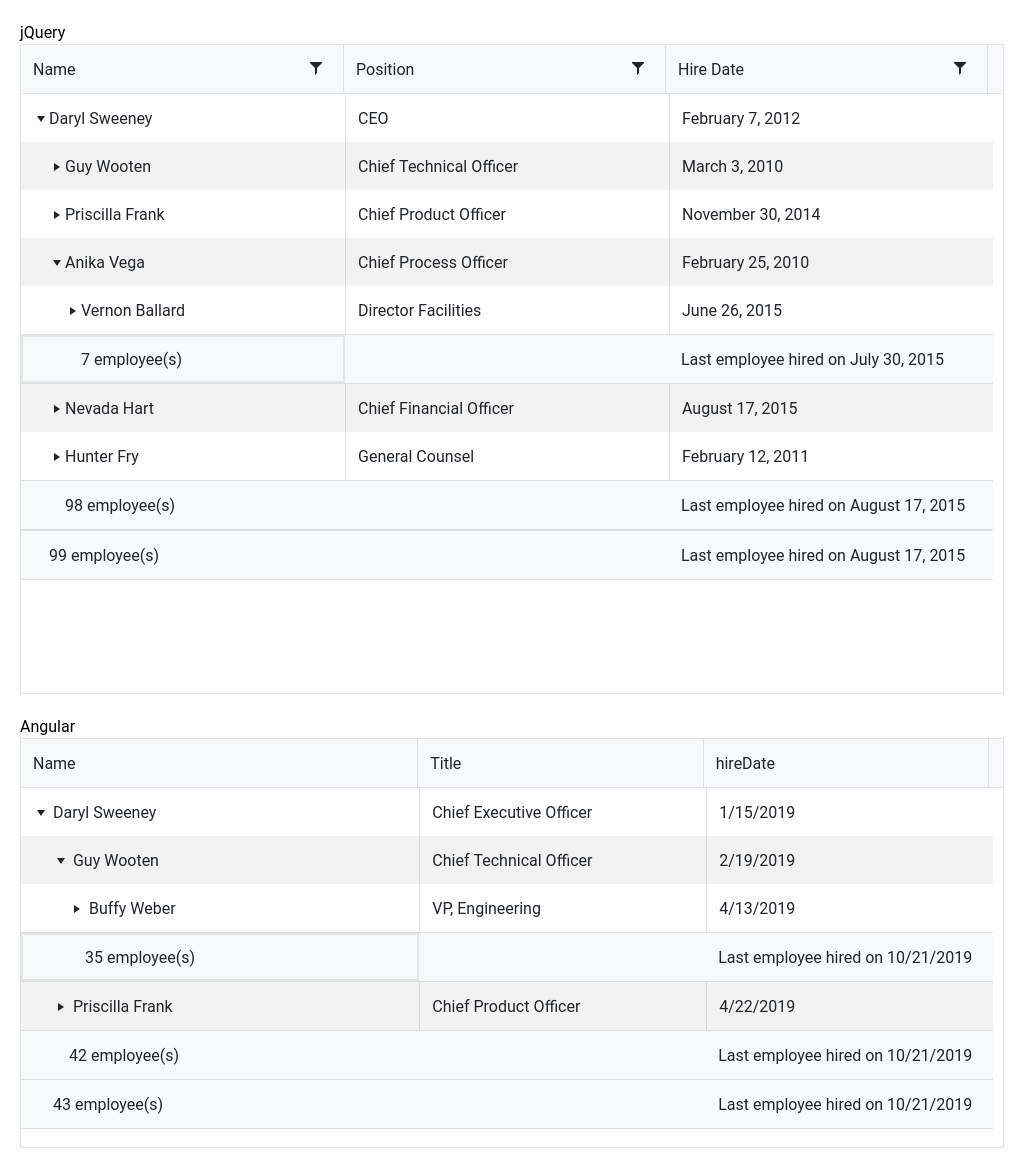 jQuery
Name Position Hire Date
Daryl Sweeney CEO February 7, 2012
Guy Wooten Chief Technical Officer March 3, 2010
Priscilla Frank Chief Product Officer November 30, 2014
Anika Vega Chief Process Officer February 25, 2010
Vernon Ballard Director Facilities June 26, 2015
7 employee(s) Last employee hired on July 30, 2015
Nevada Hart Chief Financial Officer August 17, 2015
Hunter Fry General Counsel February 12, 2011
98 employee(s) Last employee hired on August 17, 2015
99 employee(s) Last employee hired on August 17, 2015
Angular
Name Title hireDate
Daryl Sweeney Chief Executive Officer 1/15/2019
Guy Wooten Chief Technical Officer 2/19/2019
Buffy Weber VP, Engineering 4/13/2019
35 employee(s) Last employee hired on 10/21/2019
Priscilla Frank Chief Product Officer 4/22/2019
42 employee(s) Last employee hired on 10/21/2019
43 employee(s) Last employee hired on 10/21/2019